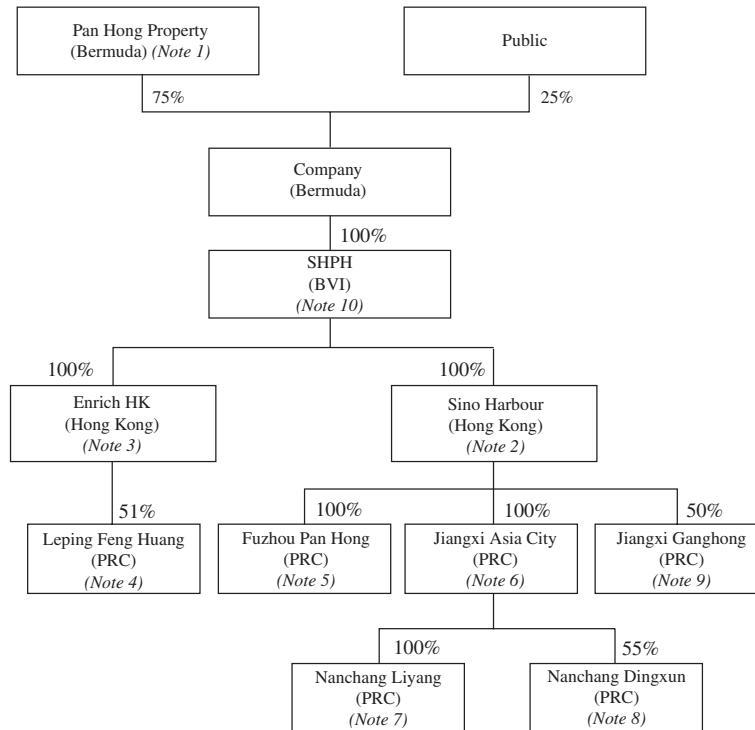 Pan Hong Property
(Bermuda) (Note 1)
Public
75%
25%
Company
(Bermuda)
100%
SHPH
(BVI)
(Note 10)
100%
100%
Enrich HK
(Hong Kong)
(Note 3)
Sino Harbour
(Hong Kong)
(Note 2)
51%
100%
100%
50%
Leping Feng Huang
(PRC)
(Note 4)
Fuzhou Pan Hong
(PRC)
(Note 5)
Jiangxi Asia City
(PRC)
(Note 6)
Jiangxi Ganghong
(PRC)
(Note 9)
100%
55%
Nanchang Liyang
(PRC)
(Note 7)
Nanchang Dingxun
(PRC)
(Note 8)